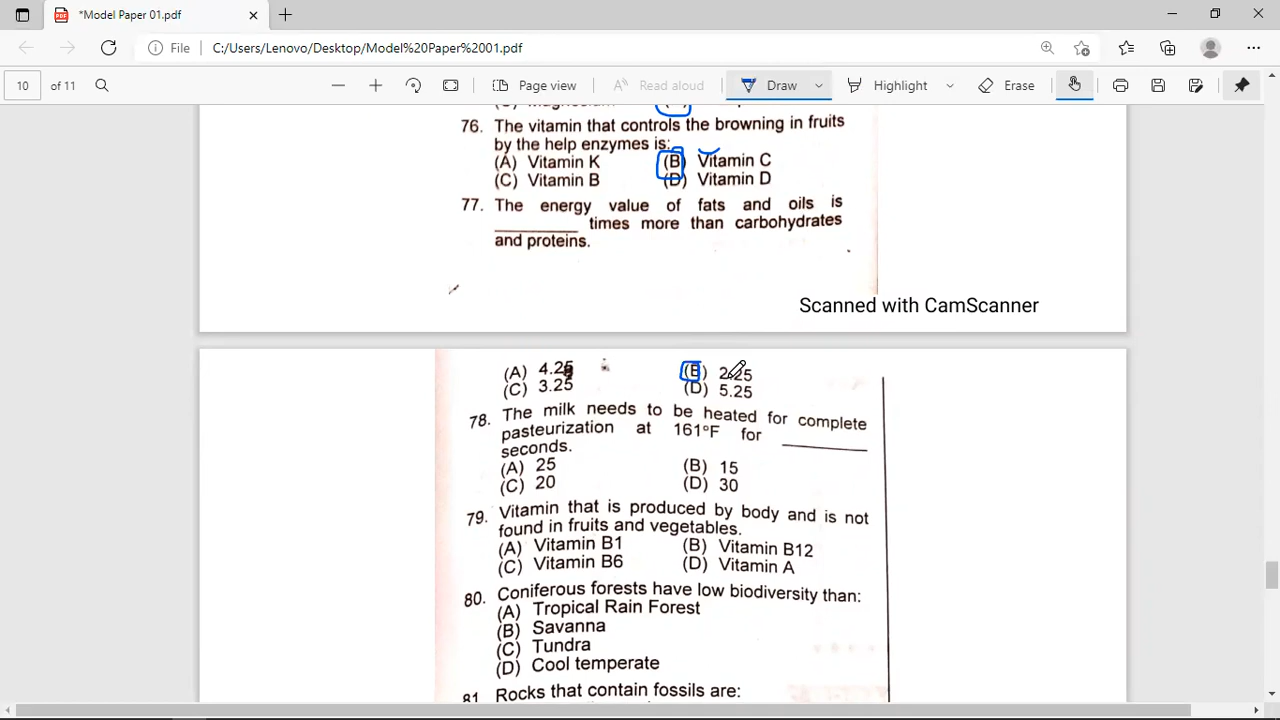 *Model Paper 01.pdf
File C:/Users/Lenovo/Desktop/Model%20Paper%2001.pdf
10 of 11 Page view Read aloud Draw Highlight Erase
76. The vitamin that controls the browning in fruits
by the help enzymes is:
(A) Vitamin K (B) Vitamin C
(C) Vitamin B (D) Vitamin D
77. The energy value of fats and oils is
________ times more than carbohydrates
and proteins.
Scanned with CamScanner
(A) 4.25 (B) 2.25
(C) 3.25 (D) 5.25
78. The milk needs to be heated for complete
pasteurization at 161°F for ________
seconds.
(A) 25 (B) 15
(C) 20 (D) 30
79. Vitamin that is produced by body and is not
found in fruits and vegetables.
(A) Vitamin B1 (B) Vitamin B12
(C) Vitamin B6 (D) Vitamin A
80. Coniferous forests have low biodiversity than:
(A) Tropical Rain Forest
(B) Savanna
(C) Tundra
(D) Cool temperate
81 Rocks that contain fossils are: